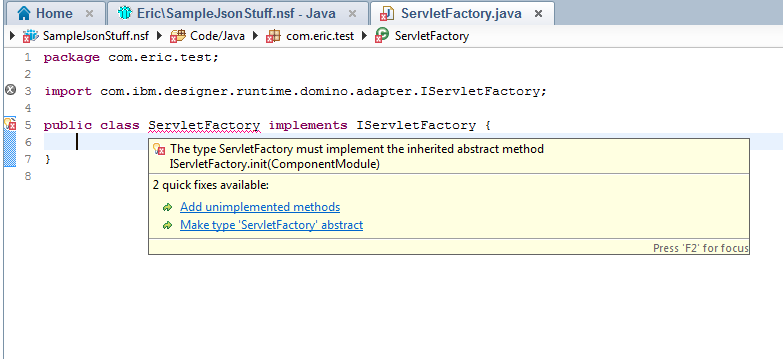 Home Eric\SampleJsonStuff.nsf - Java ServletFactory.java
SampleJsonStuff.nsf Code/Java com.eric.test ServletFactory
1 package com.eric.test;
2
3 import com.ibm.designer.runtime.domino.adapter.IServletFactory;
4
5 public class ServletFactory implements IServletFactory {
6
The type ServletFactory must implement the inherited abstract method
IServletFactory.init(ComponentModule)
7 }
8
2 quick fixes available:
Add unimplemented methods
Make type 'ServletFactory' abstract
Press 'F2' for focus